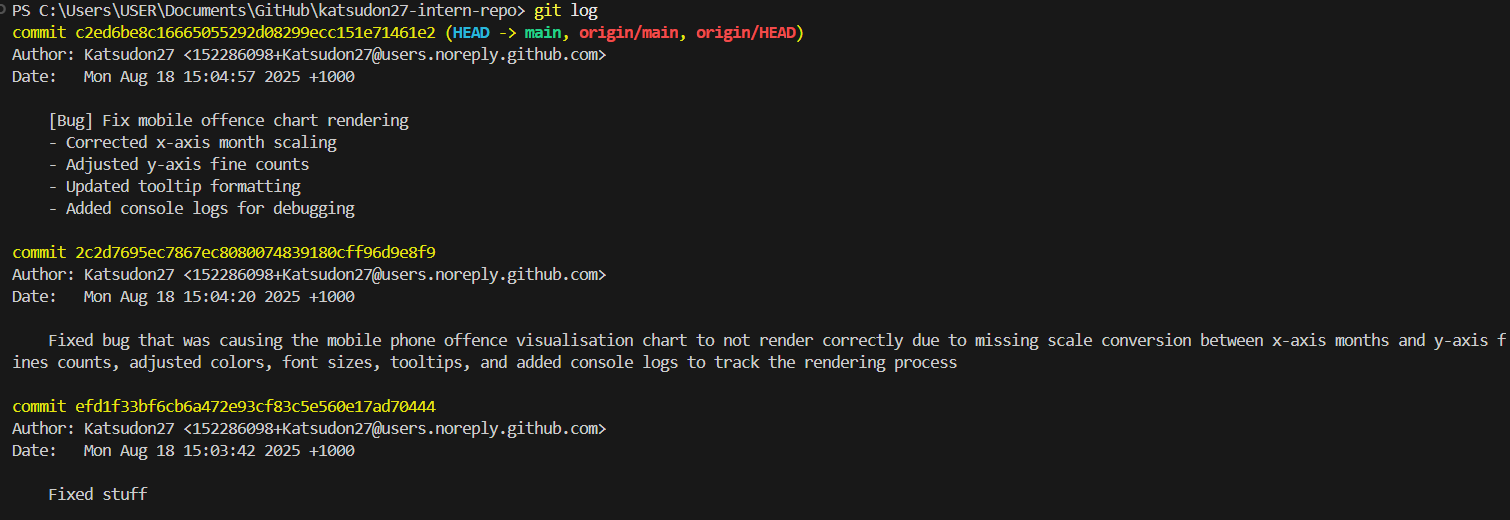 PS C:\Users\USER\Documents\GitHub\katsudon27-intern-repo> git log
commit c2ed6be8c16665055292d08299ecc151e71461e2 (HEAD -> main, origin/main, origin/HEAD)
Author: Katsudon27 <152286098+Katsudon27@users.noreply.github.com>
Date:   Mon Aug 18 15:04:57 2025 +1000
    [Bug] Fix mobile offence chart rendering
    - Corrected x-axis month scaling
    - Adjusted y-axis fine counts
    - Updated tooltip formatting
    - Added console logs for debugging
commit 2c2d7695ec7867ec8080074839180cff96d9e8f9
Author: Katsudon27 <152286098+Katsudon27@users.noreply.github.com>
Date:   Mon Aug 18 15:04:20 2025 +1000
    Fixed bug that was causing the mobile phone offence visualisation chart to not render correctly due to missing scale conversion between x-axis months and y-axis f
ines counts, adjusted colors, font sizes, tooltips, and added console logs to track the rendering process
commit efd1f33bf6cb6a472e93cf83c5e560e17ad70444
Author: Katsudon27 <152286098+Katsudon27@users.noreply.github.com>
Date:   Mon Aug 18 15:03:42 2025 +1000
    Fixed stuff